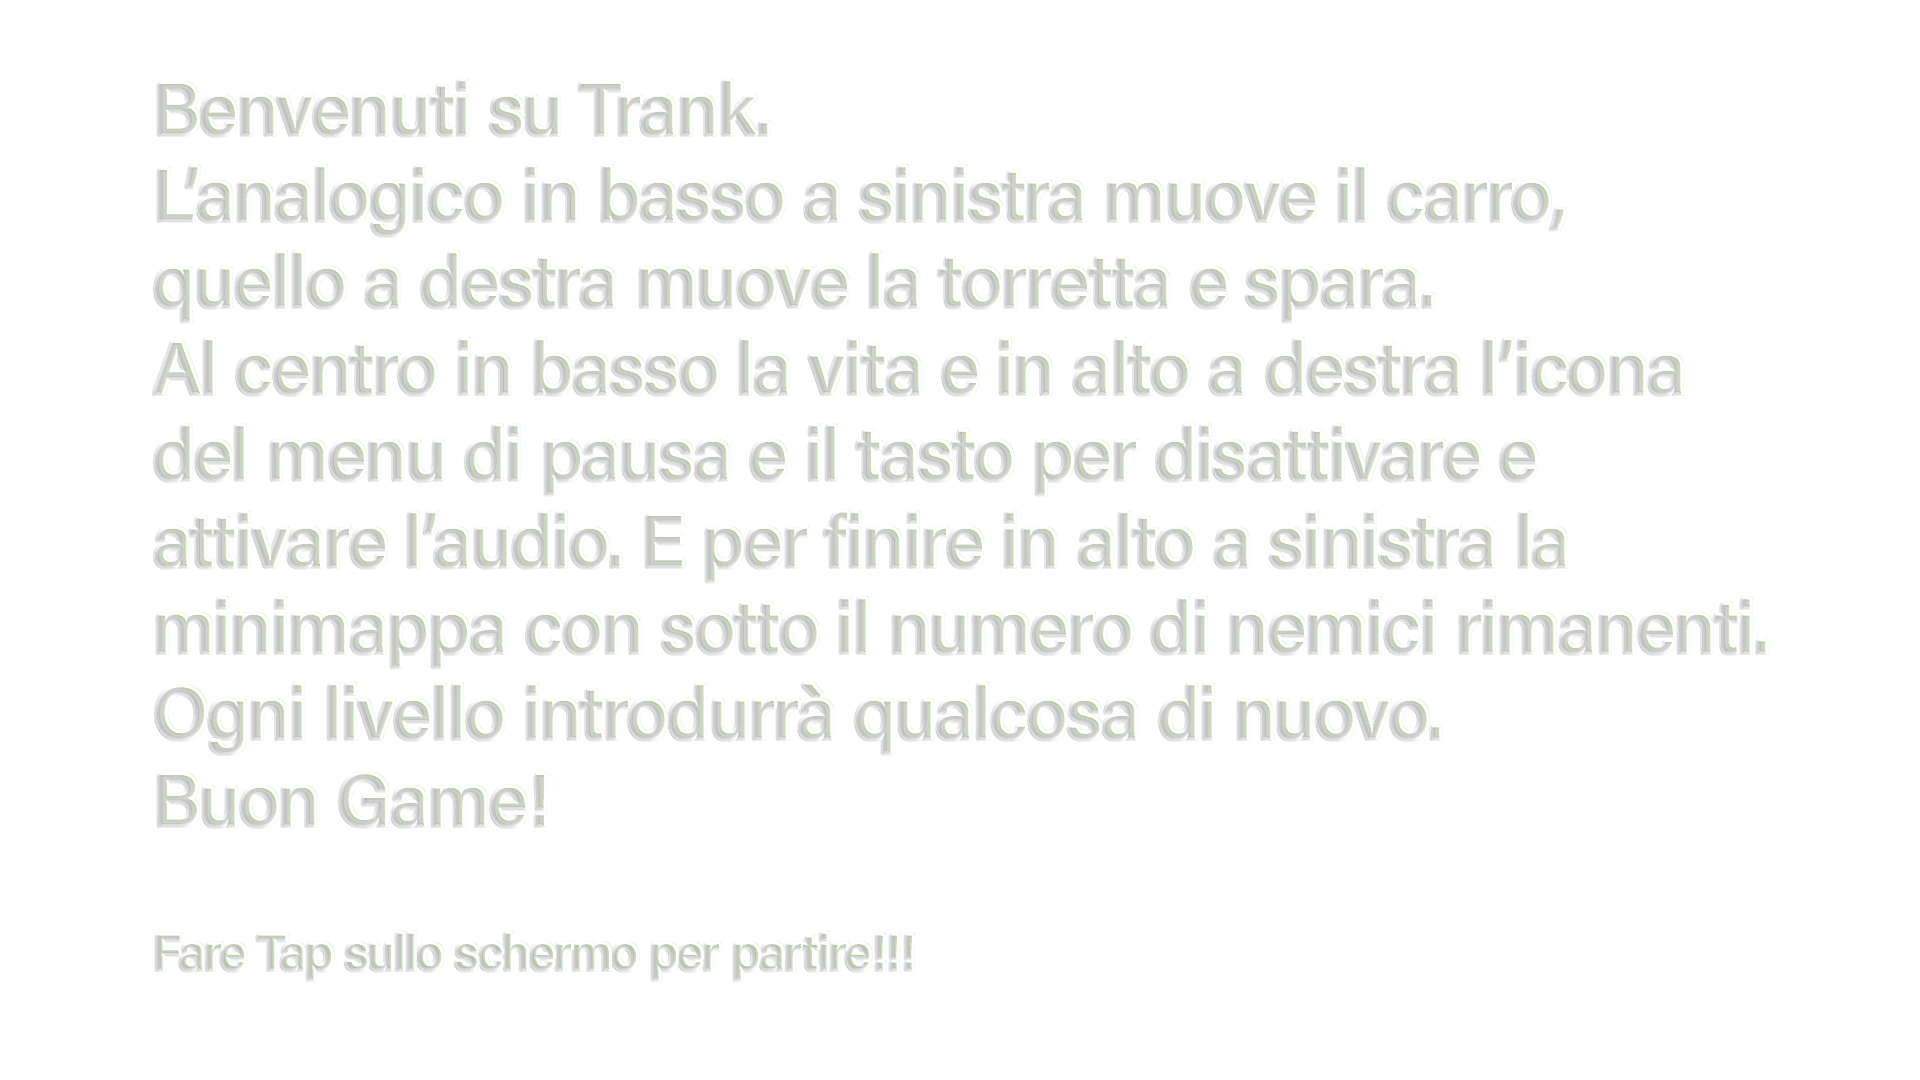 Benvenuti su Trank.
L’analogico in basso a sinistra muove il carro,
quello a destra muove la torretta e spara.
Al centro in basso la vita e in alto a destra l’icona
del menu di pausa e il tasto per disattivare e
attivare l’audio. E per finire in alto a sinistra la
minimappa con sotto il numero di nemici rimanenti.
Ogni livello introdurrà qualcosa di nuovo.
Buon Game!
Fare Tap sullo schermo per partire!!!